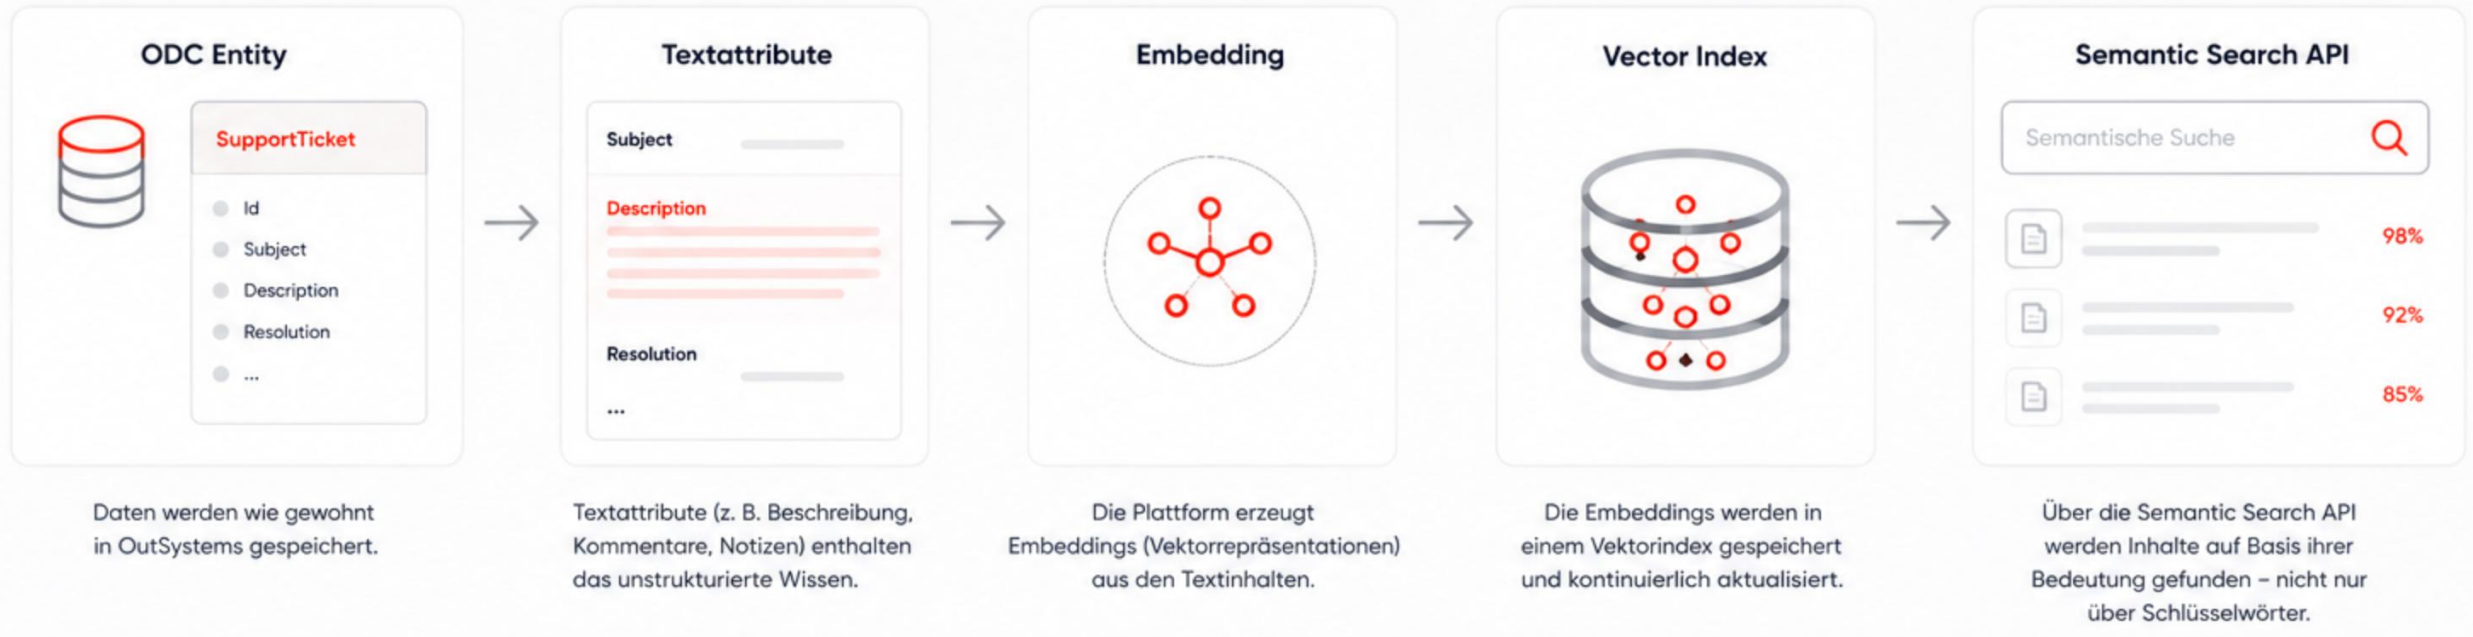 ODC Entity
SupportTicket
Id
Subject
Description
Resolution
...
Daten werden wie gewohnt
in OutSystems gespeichert.
Textattribute
Subject
Description
Resolution
...
Textattribute (z. B. Beschreibung,
Kommentare, Notizen) enthalten
das unstrukturierte Wissen.
Embedding
Die Plattform erzeugt
Embeddings (Vektorrepräsentationen)
aus den Textinhalten.
Vector Index
Die Embeddings werden in
einem Vektorindex gespeichert
und kontinuierlich aktualisiert.
Semantic Search API
Semantische Suche
98%
92%
85%
Über die Semantic Search API
werden Inhalte auf Basis ihrer
Bedeutung gefunden – nicht nur
über Schlüsselwörter.